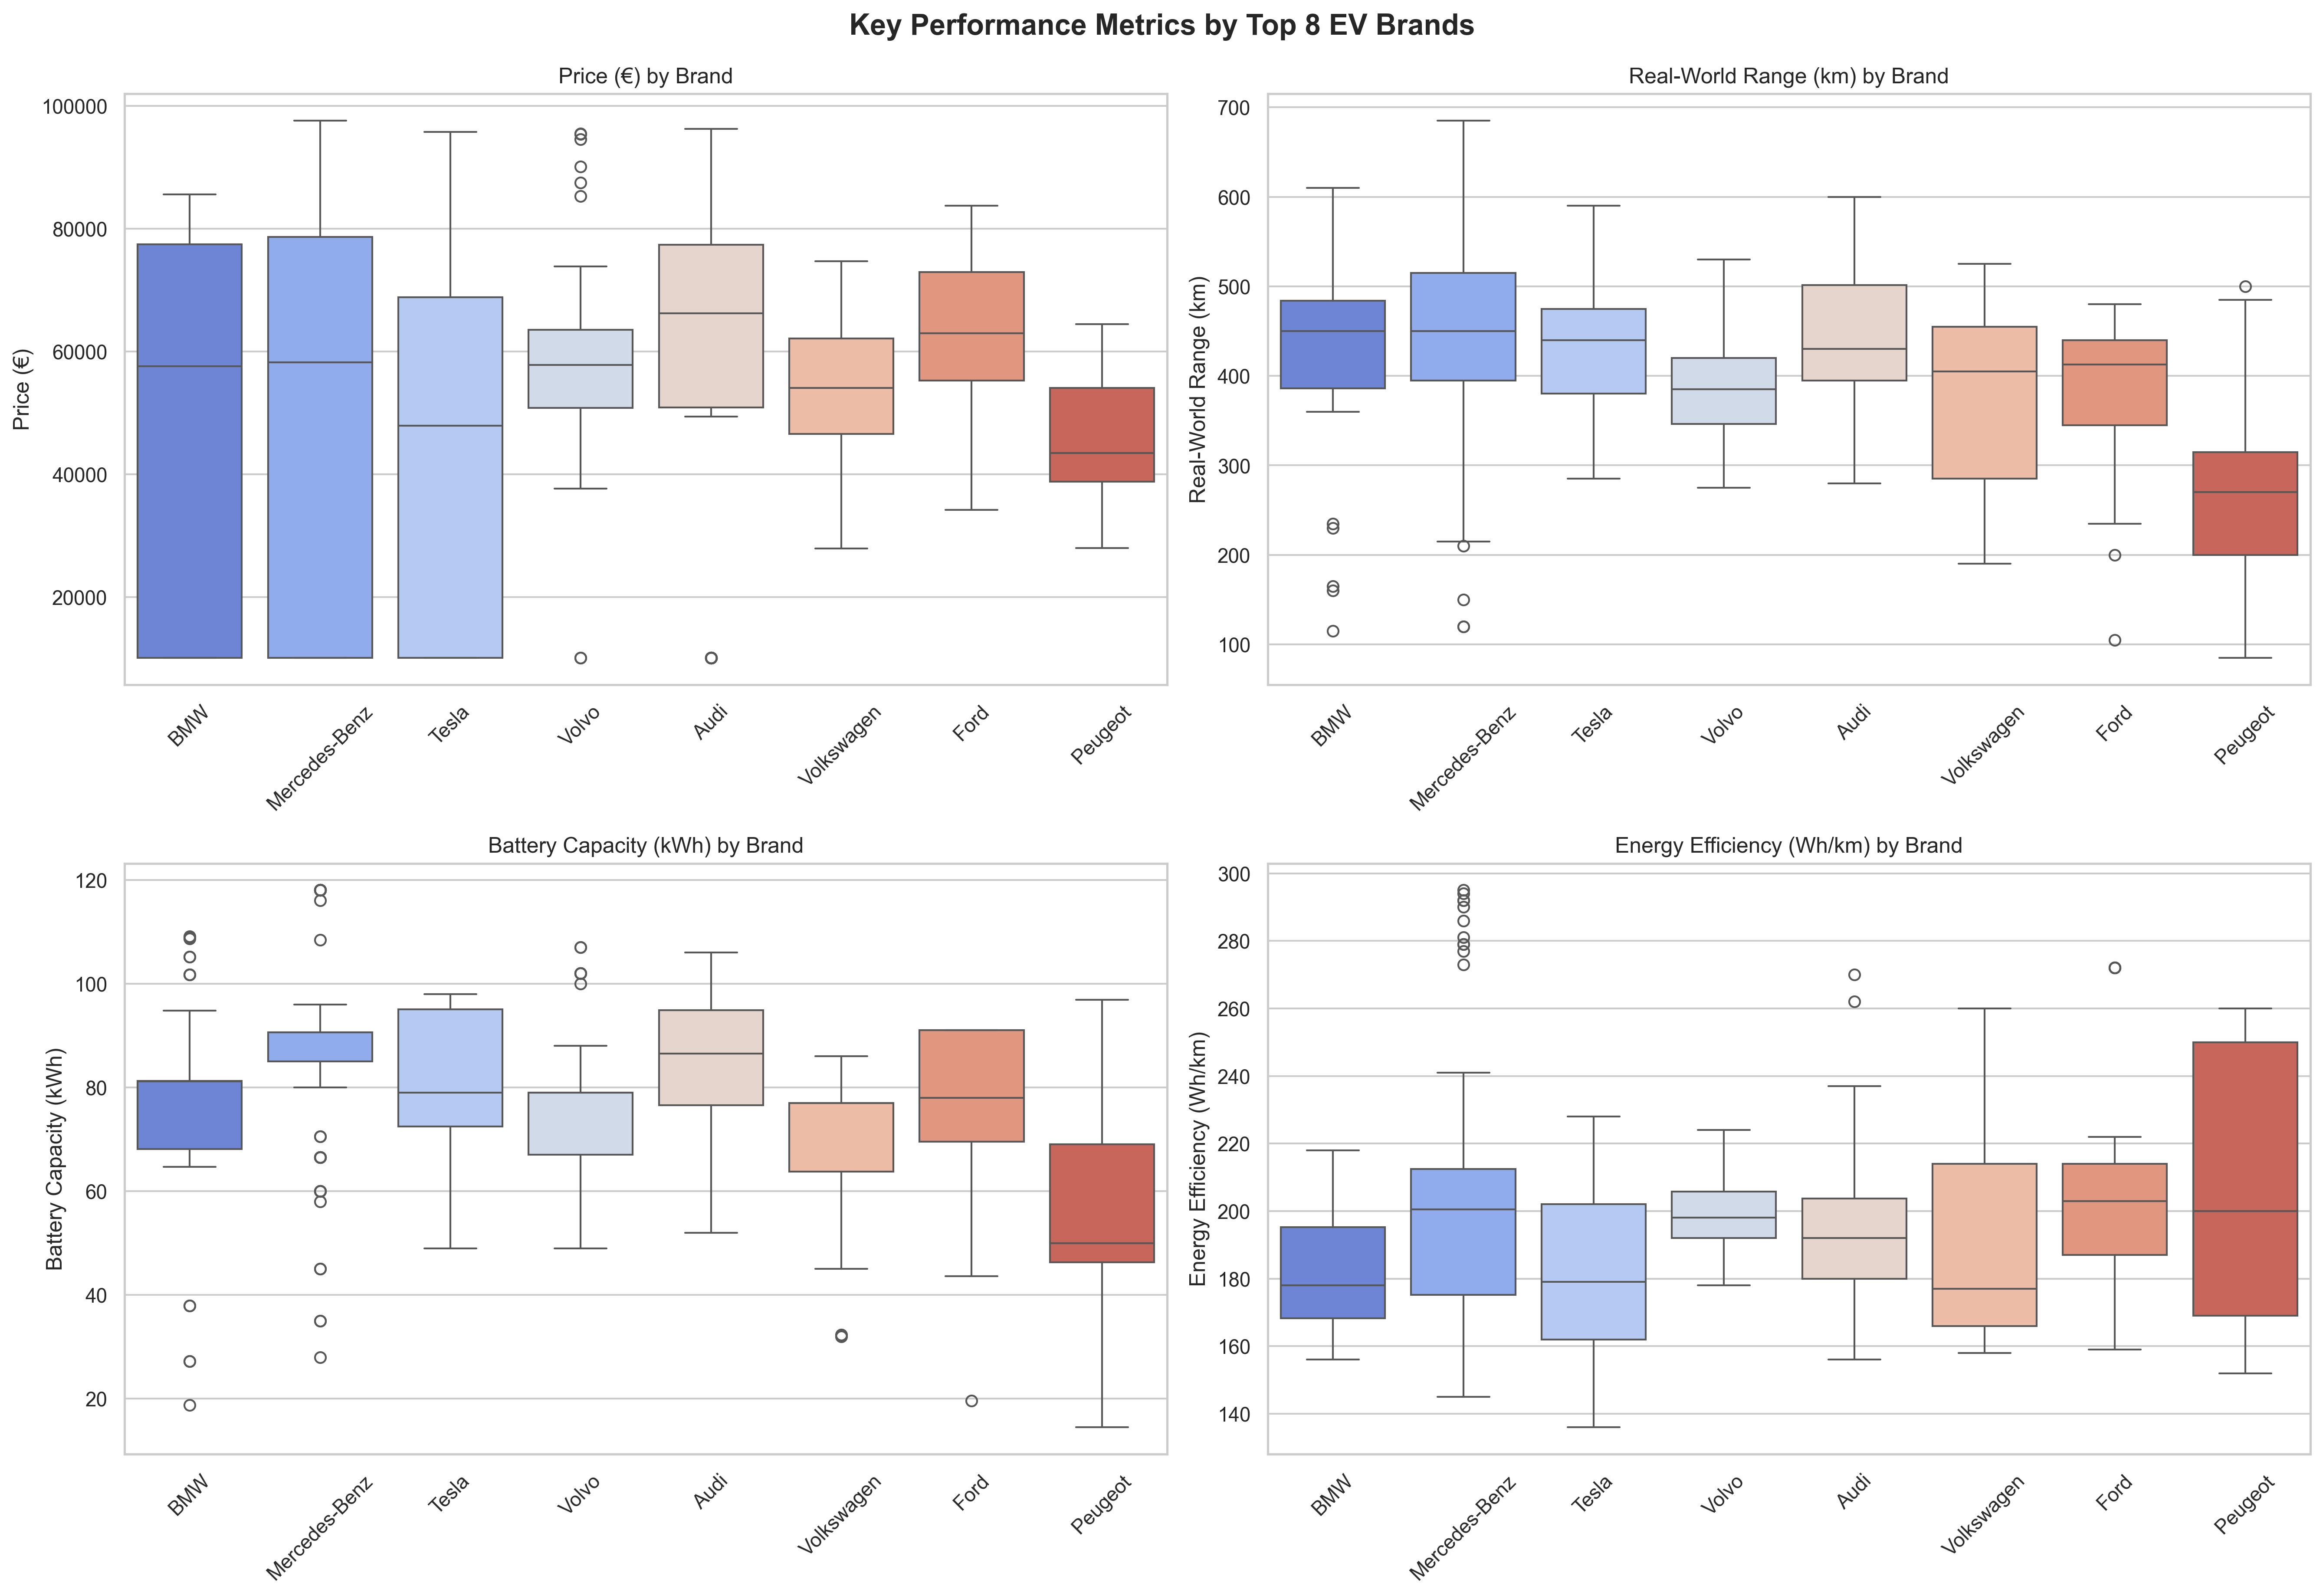 Key Performance Metrics by Top 8 EV Brands
Price (€) by Brand
Price (€)
100000
80000
60000
40000
20000
BMW
Mercedes-Benz
Tesla
Volvo
Audi
Volkswagen
Ford
Peugeot
Real-World Range (km) by Brand
Real-World Range (km)
700
600
500
400
300
200
100
BMW
Mercedes-Benz
Tesla
Volvo
Audi
Volkswagen
Ford
Peugeot
Battery Capacity (kWh) by Brand
Battery Capacity (kWh)
120
100
80
60
40
20
BMW
Mercedes-Benz
Tesla
Volvo
Audi
Volkswagen
Ford
Peugeot
Energy Efficiency (Wh/km) by Brand
Energy Efficiency (Wh/km)
300
280
260
240
220
200
180
160
140
BMW
Mercedes-Benz
Tesla
Volvo
Audi
Volkswagen
Ford
Peugeot